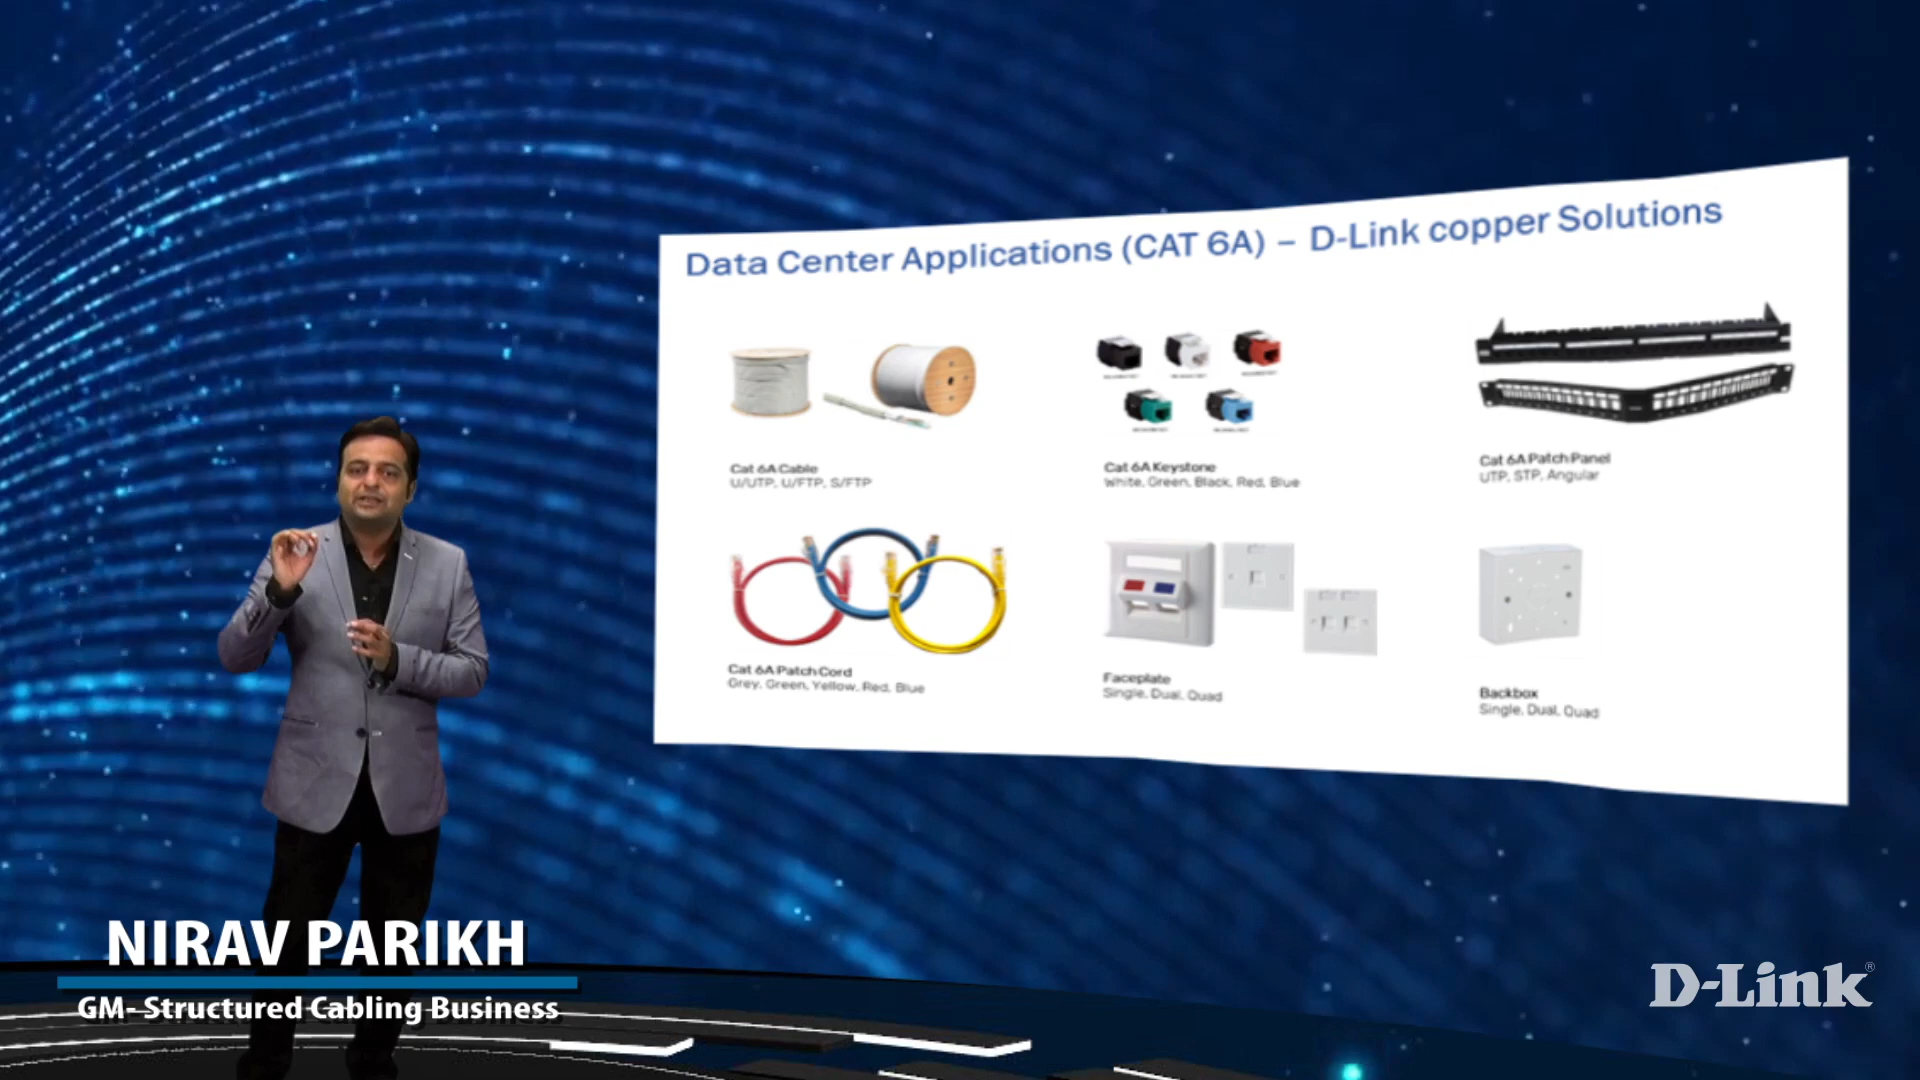 Data Center Applications (CAT 6A) – D-Link copper Solutions
Cat 6A Cable
U/UTP, U/FTP, S/FTP
Cat 6A Keystone
White, Green, Black, Red, Blue
Cat 6A Patch Panel
UTP, STP, Angular
Cat 6A Patch Cord
Grey, Green, Yellow, Red, Blue
Faceplate
Single, Dual, Quad
Backbox
Single, Dual, Quad
NIRAV PARIKH
GM- Structured Cabling Business
D-Link®